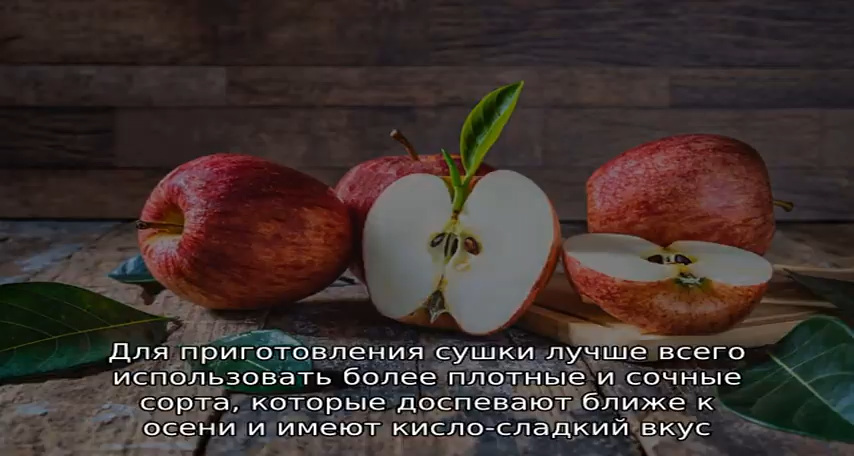 Для приготовления сушки лучше всего
использовать более плотные и сочные
сорта, которые доспевают ближе к
осени и имеют кисло-сладкий вкус